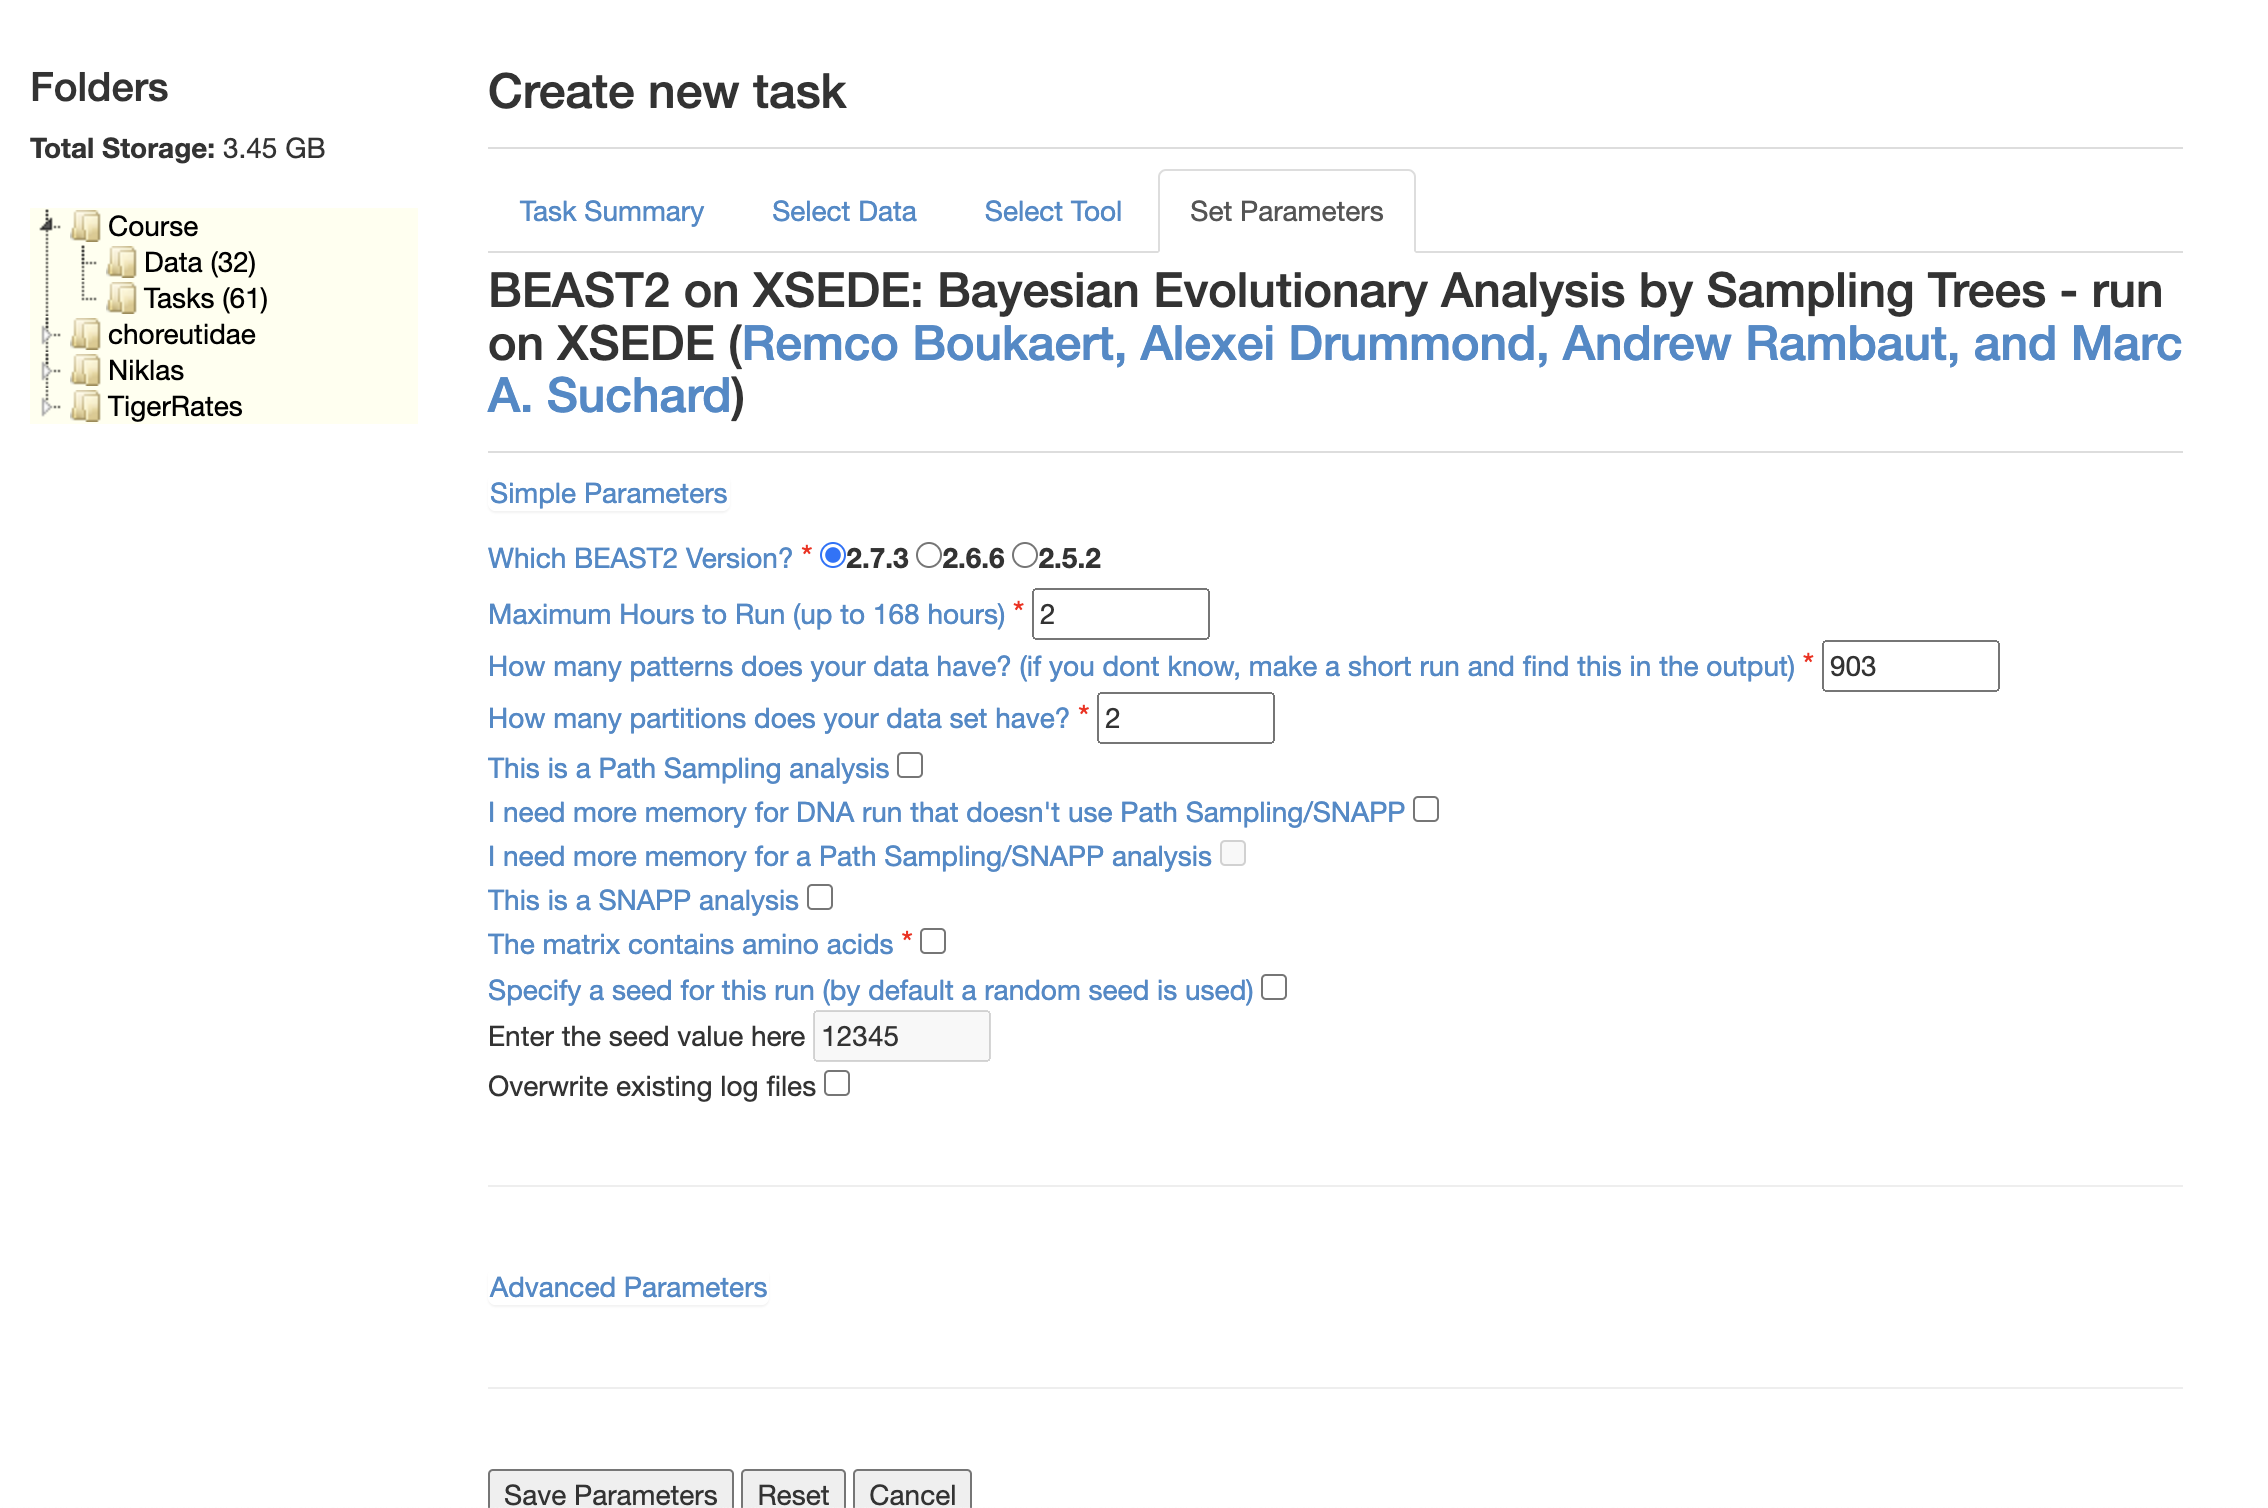 Folders
Total Storage: 3.45 GB
Course
Data (32)
Tasks (61)
choreutidae
Niklas
TigerRates
Create new task
Task Summary Select Data Select Tool Set Parameters
BEAST2 on XSEDE: Bayesian Evolutionary Analysis by Sampling Trees - run
on XSEDE (Remco Boukaert, Alexei Drummond, Andrew Rambaut, and Marc
A. Suchard)
Simple Parameters
Which BEAST2 Version? * 2.7.3 2.6.6 2.5.2
Maximum Hours to Run (up to 168 hours) * 2
How many patterns does your data have? (if you dont know, make a short run and find this in the output) * 903
How many partitions does your data set have? * 2
This is a Path Sampling analysis
I need more memory for DNA run that doesn't use Path Sampling/SNAPP
I need more memory for a Path Sampling/SNAPP analysis
This is a SNAPP analysis
The matrix contains amino acids *
Specify a seed for this run (by default a random seed is used)
Enter the seed value here 12345
Overwrite existing log files
Advanced Parameters
Save Parameters Reset Cancel